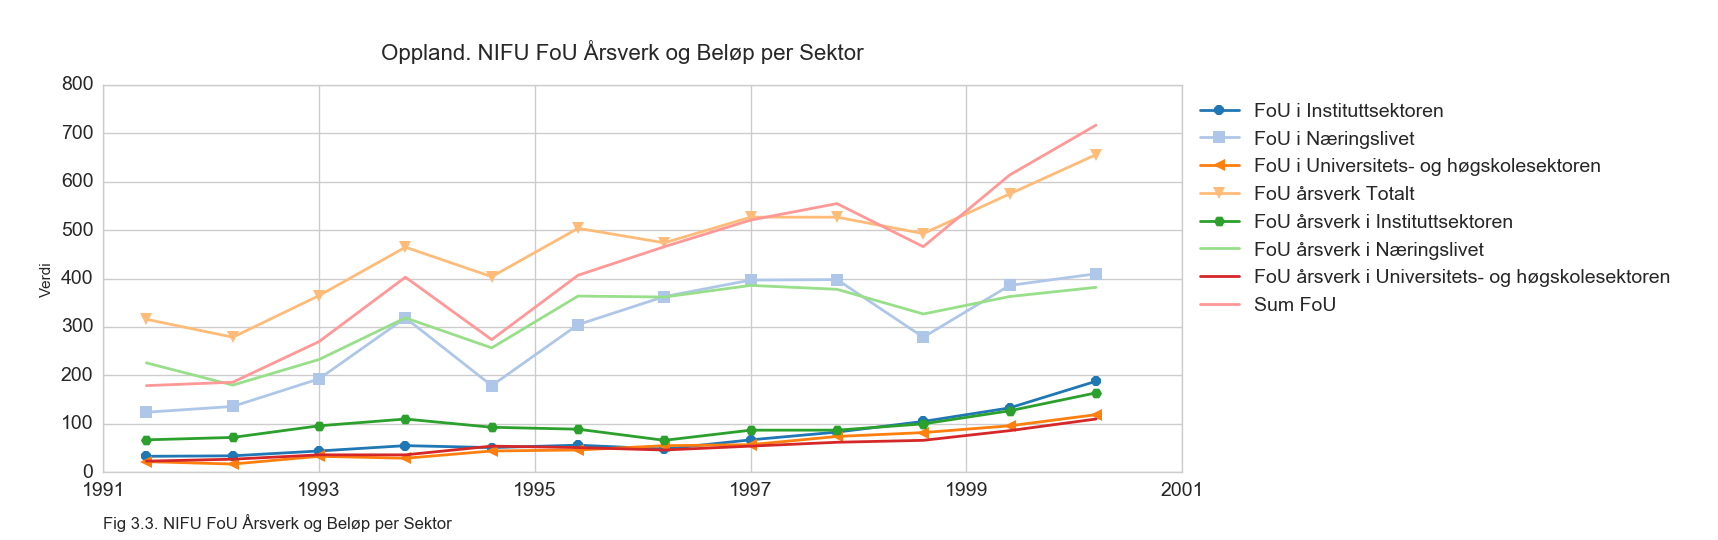 Oppland. NIFU FoU Årsverk og Beløp per Sektor
800
700
600
500
400
300
200
100
0
Verdi
1991 1993 1995 1997 1999 2001
FoU i Instituttsektoren
FoU i Næringslivet
FoU i Universitets- og høgskolesektoren
FoU årsverk Totalt
FoU årsverk i Instituttsektoren
FoU årsverk i Næringslivet
FoU årsverk i Universitets- og høgskolesektoren
Sum FoU
Fig 3.3. NIFU FoU Årsverk og Beløp per Sektor